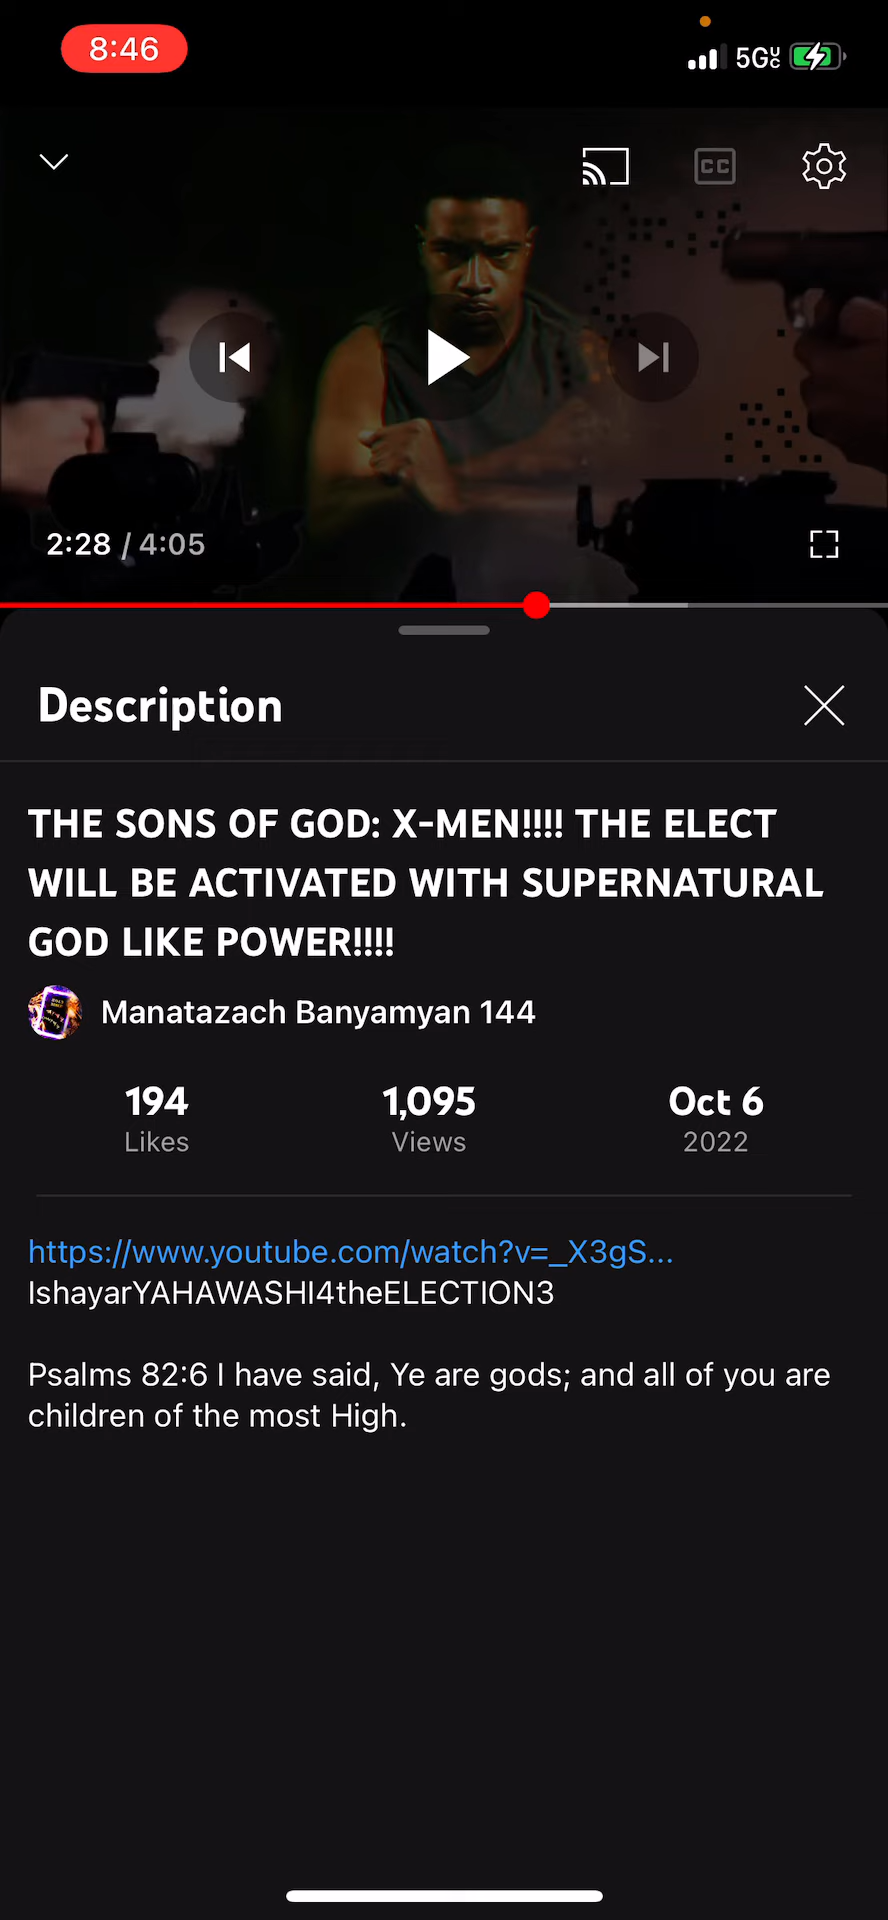 8:46
5GUC
CC
2:28 / 4:05
Description
THE SONS OF GOD: X-MEN!!!! THE ELECT
WILL BE ACTIVATED WITH SUPERNATURAL
GOD LIKE POWER!!!!
Manatazach Banyamyan 144
194 1,095 Oct 6
Likes Views 2022
https://www.youtube.com/watch?v=_X3gS...
IshayarYAHAWASHI4theELECTION3
Psalms 82:6 I have said, Ye are gods; and all of you are
children of the most High.